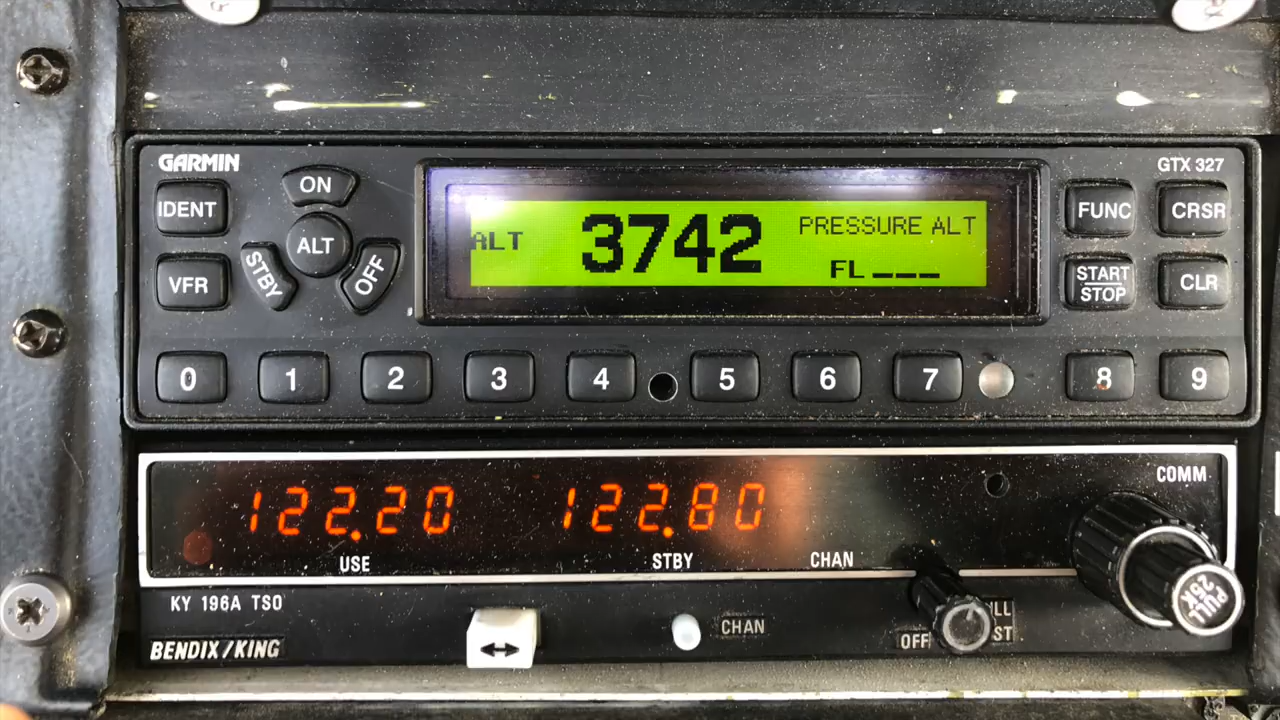 GARMIN
GTX 327
IDENT
ON
VFR
ALT
STBY
OFF
ALT 3742 PRESSURE ALT
FL___
FUNC
CRSR
START
STOP
CLR
0 1 2 3 4 5 6 7 8 9
COMM
122.20 122.80
USE STBY CHAN
KY 196A TSO
BENDIX/KING
↔
CHAN
OFF
PULL
25K